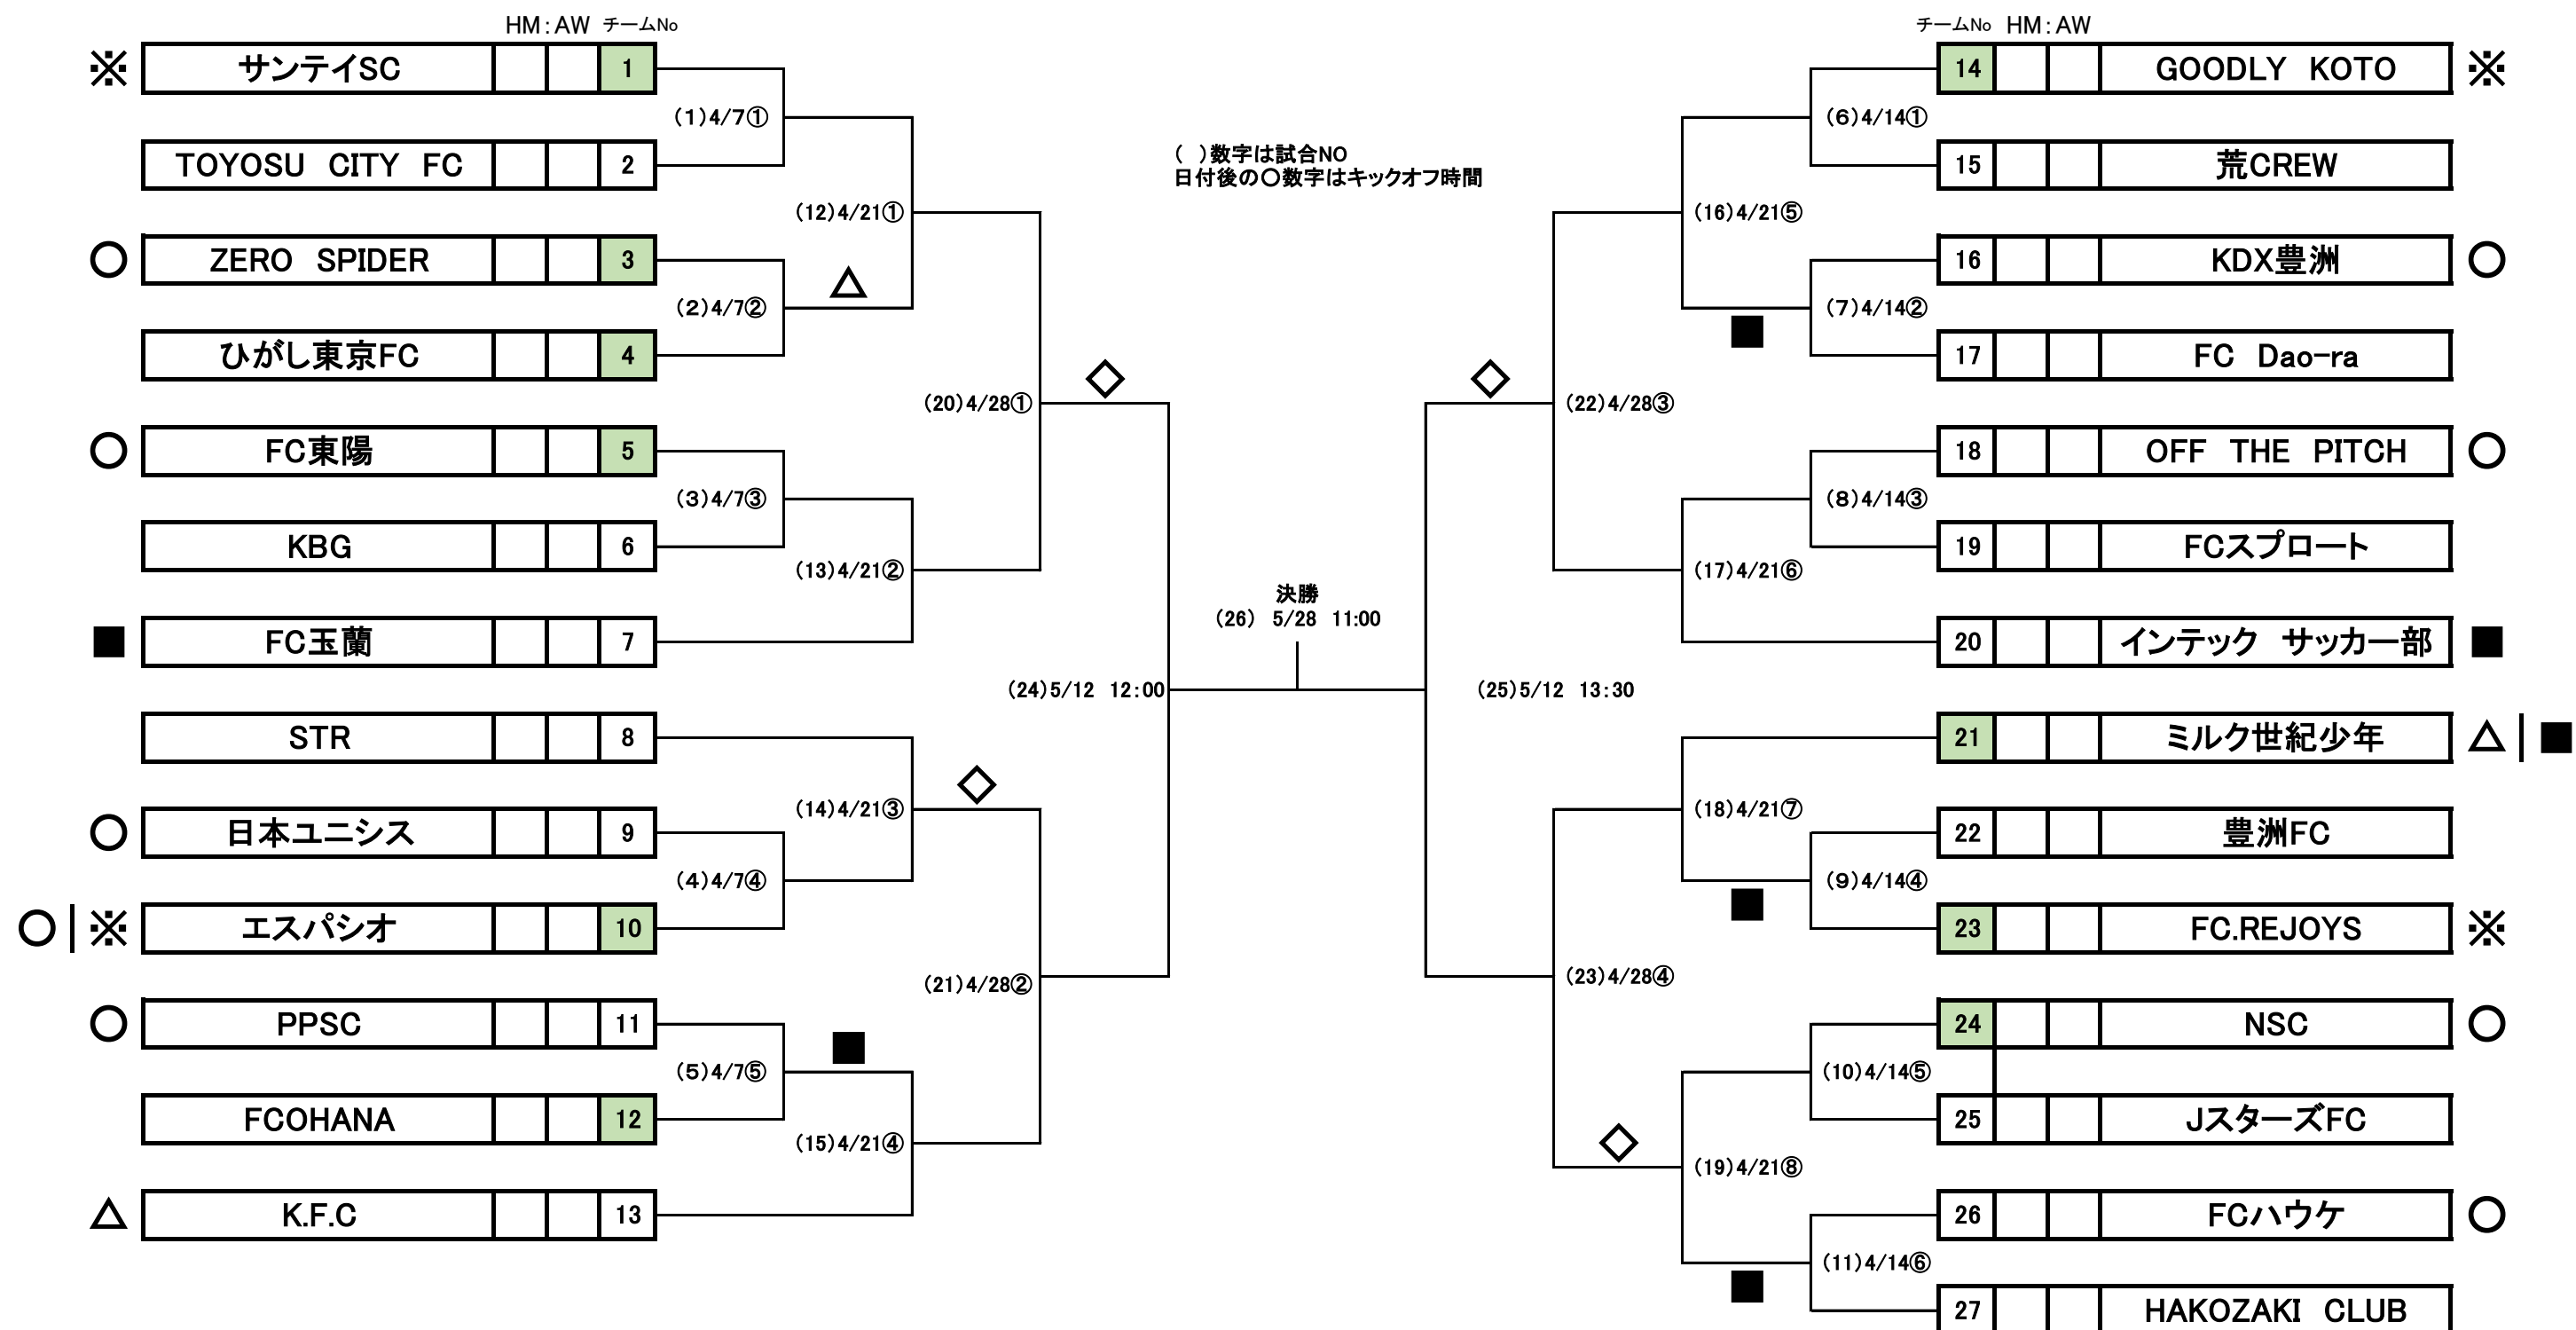 HM：AW チームNo
※ サンテイSC 1
(1)4/7①
TOYOSU CITY FC 2
(12)4/21①
○ ZERO SPIDER 3
(2)4/7② △
ひがし東京FC 4
(20)4/28① ◇
○ FC東陽 5
(3)4/7③
KBG 6
(13)4/21②
■ FC玉蘭 7
(24)5/12 12：00
STR 8
(14)4/21③ ◇
○ 日本ユニシス 9
(4)4/7④
○｜※ エスパシオ 10
(21)4/28②
○ PPSC 11
(5)4/7⑤ ■
FCOHANA 12
(15)4/21④
△ K.F.C 13
( )数字は試合NO
日付後の〇数字はキックオフ時間
決勝
(26) 5/28 11:00
チームNo HM：AW
14 GOODLY KOTO ※
(6)4/14①
15 荒CREW
(16)4/21⑤
16 KDX豊洲 ○
■ (7)4/14②
17 FC Dao-ra
◇ (22)4/28③
18 OFF THE PITCH ○
(8)4/14③
19 FCスプロート
(17)4/21⑥
20 インテック サッカー部 ■
(25)5/12 13：30
21 ミルク世紀少年 △｜■
(18)4/21⑦
22 豊洲FC
■ (9)4/14④
23 FC.REJOYS ※
(23)4/28④
24 NSC ○
(10)4/14⑤
25 JスターズFC
◇ (19)4/21⑧
26 FCハウケ ○
■ (11)4/14⑥
27 HAKOZAKI CLUB